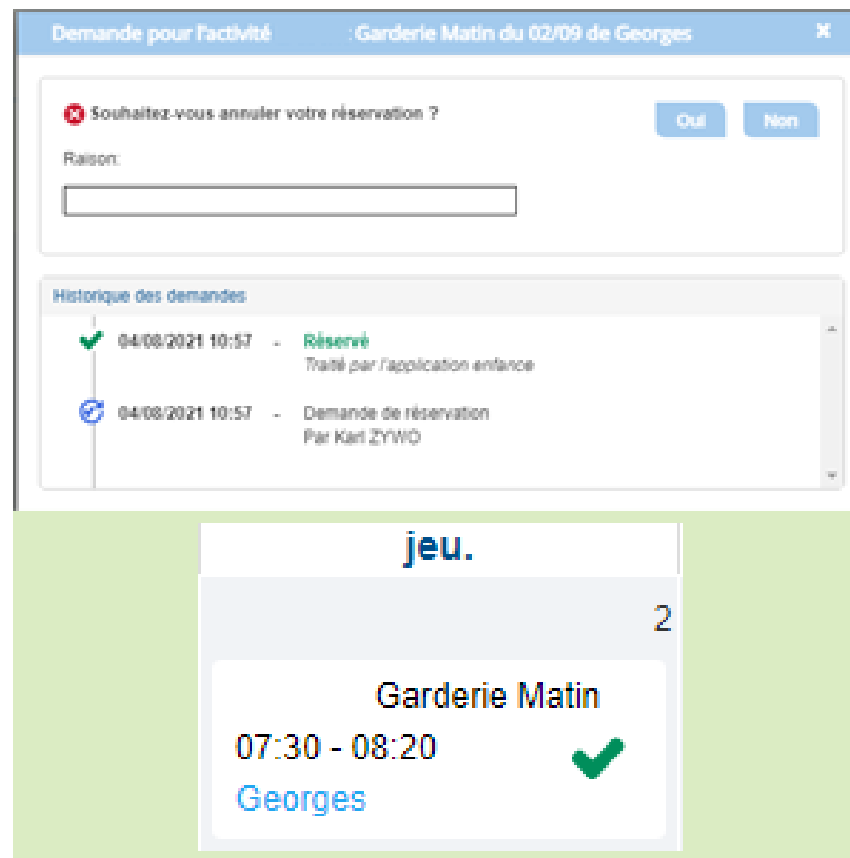 Demande pour l'activité : Garderie Matin du 02/09 de Georges
Souhaitez-vous annuler votre réservation ?
Oui
Non
Raison:
Historique des demandes
04/08/2021 10:57 - Réservé
Traité par l'application enfance
04/08/2021 10:57 - Demande de réservation
Par Karl ZYWO
jeu.
2
Garderie Matin
07:30 - 08:20
Georges